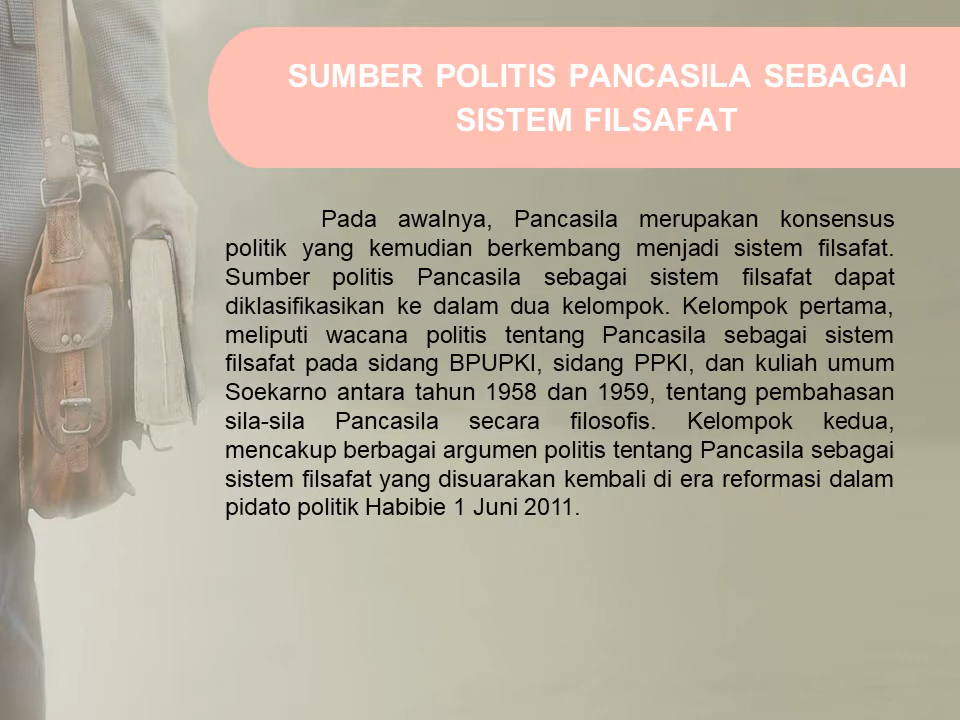 SUMBER POLITIS PANCASILA SEBAGAI
SISTEM FILSAFAT
Pada awalnya, Pancasila merupakan konsensus
politik yang kemudian berkembang menjadi sistem filsafat.
Sumber politis Pancasila sebagai sistem filsafat dapat
diklasifikasikan ke dalam dua kelompok. Kelompok pertama,
meliputi wacana politis tentang Pancasila sebagai sistem
filsafat pada sidang BPUPKI, sidang PPKI, dan kuliah umum
Soekarno antara tahun 1958 dan 1959, tentang pembahasan
sila-sila Pancasila secara filosofis. Kelompok kedua,
mencakup berbagai argumen politis tentang Pancasila sebagai
sistem filsafat yang disuarakan kembali di era reformasi dalam
pidato politik Habibie 1 Juni 2011.